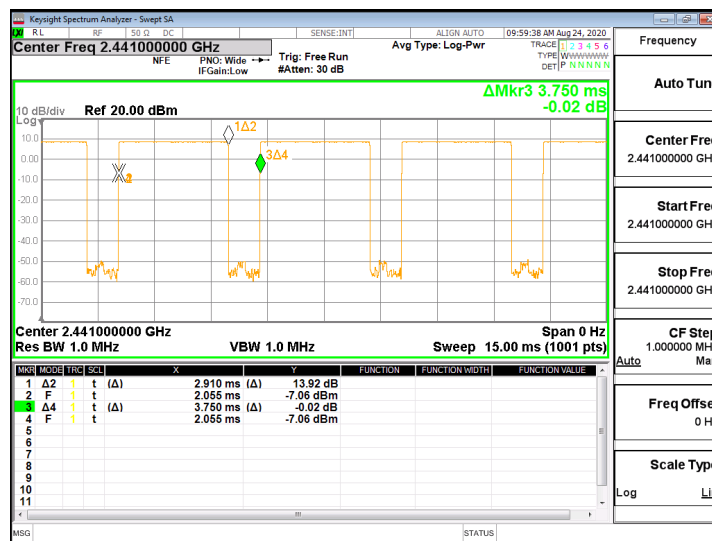 Keysight Spectrum Analyzer - Swept SA
RL RF 50 Ω DC SENSE:INT ALIGN AUTO 09:59:38 AM Aug 24, 2020
Center Freq 2.441000000 GHz
NFE
PNO: Wide
IFGain:Low
Trig: Free Run
#Atten: 30 dB
Avg Type: Log-Pwr
TRACE 1 2 3 4 5 6
TYPE WWWWWW
DET P N N N N N
ΔMkr3 3.750 ms
-0.02 dB
10 dB/div Ref 20.00 dBm
Log
10.0
0.00
-10.0
-20.0
-30.0
-40.0
-50.0
-60.0
-70.0
1Δ2
3Δ4
Center 2.441000000 GHz Span 0 Hz
Res BW 1.0 MHz VBW 1.0 MHz Sweep 15.00 ms (1001 pts)
MKR MODE TRC SCL X Y FUNCTION FUNCTION WIDTH FUNCTION VALUE
1 Δ2 1 t (Δ) 2.910 ms (Δ) 13.92 dB
2 F 1 t 2.055 ms -7.06 dBm
3 Δ4 1 t (Δ) 3.750 ms (Δ) -0.02 dB
4 F 1 t 2.055 ms -7.06 dBm
5
6
7
8
9
10
11
MSG STATUS
Frequency
Auto Tun
Center Fre
2.441000000 GH
Start Fre
2.441000000 GH
Stop Fre
2.441000000 GH
CF Step
1.000000 MH
Auto Ma
Freq Offse
0 H
Scale Type
Log Li